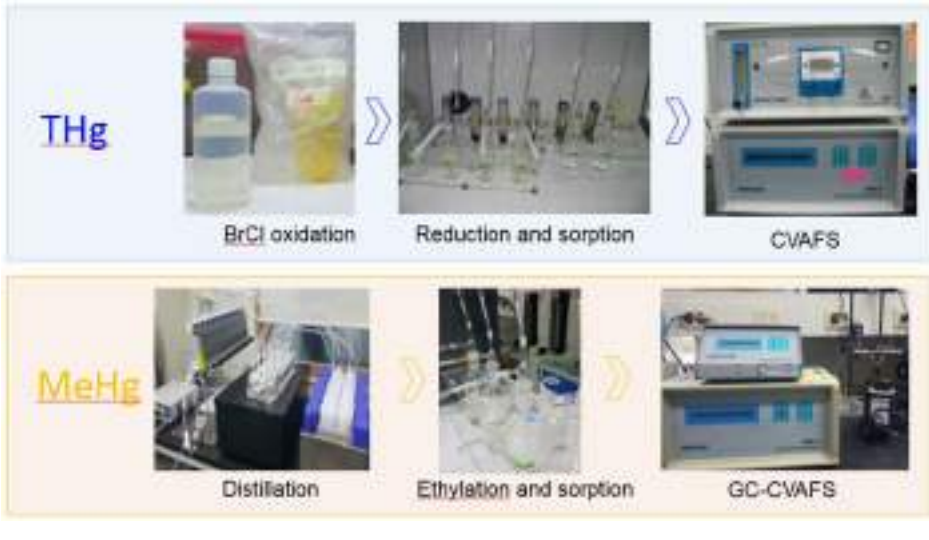 THg
BrCl oxidation
Reduction and sorption
CVAFS
MeHg
Distillation
Ethylation and sorption
GC-CVAFS